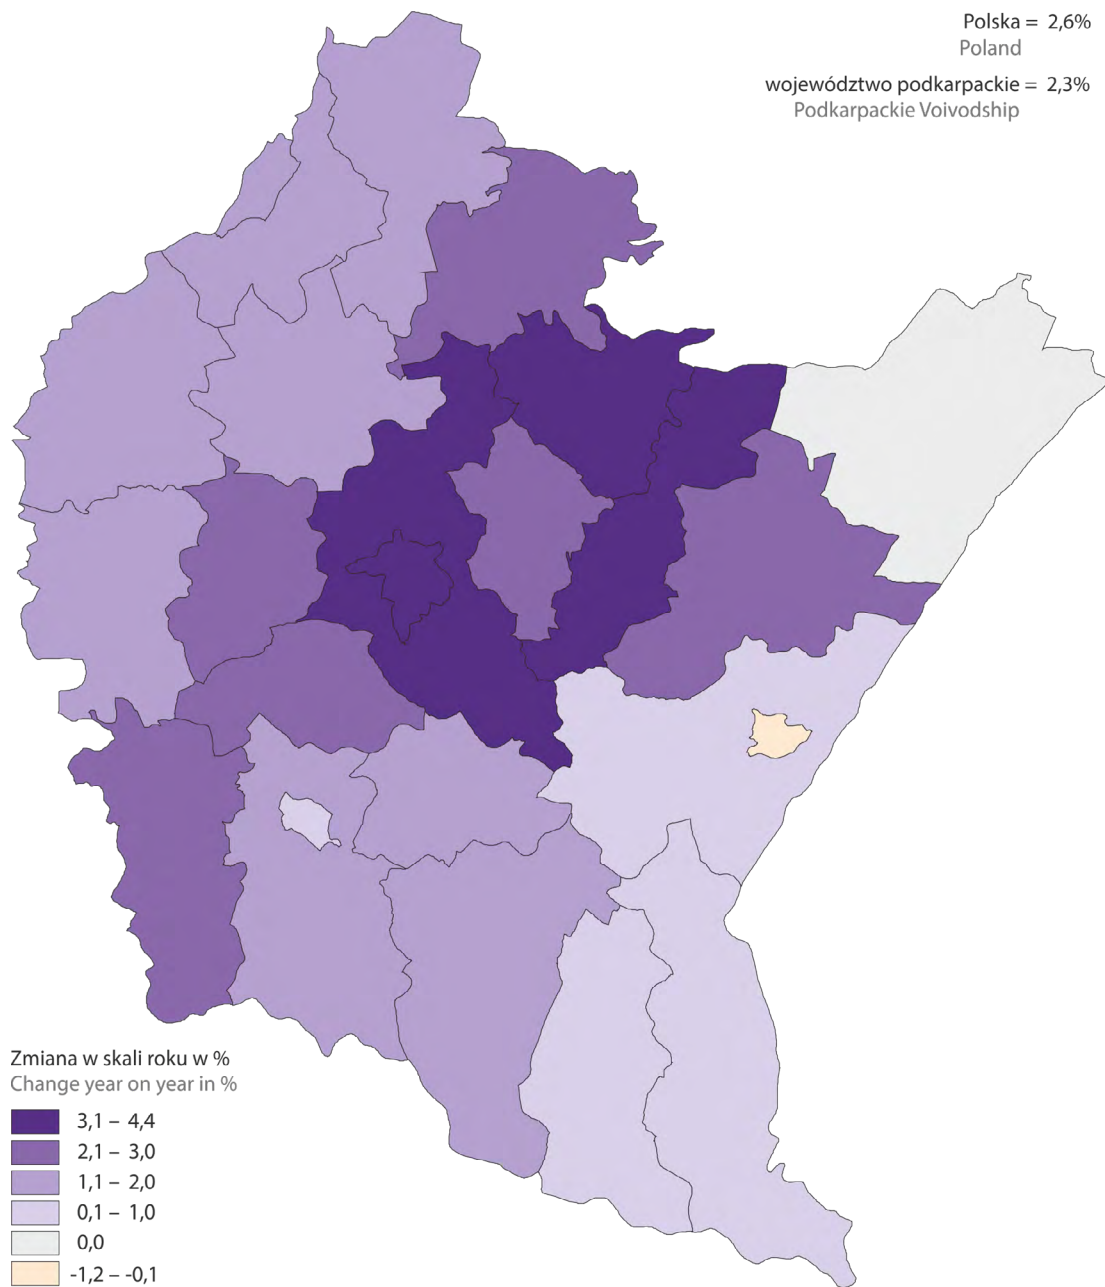 Polska = 2,6%
Poland
województwo podkarpackie = 2,3%
Podkarpackie Voivodship
Zmiana w skali roku w %
Change year on year in %
3,1 – 4,4
2,1 – 3,0
1,1 – 2,0
0,1 – 1,0
0,0
-1,2 – -0,1